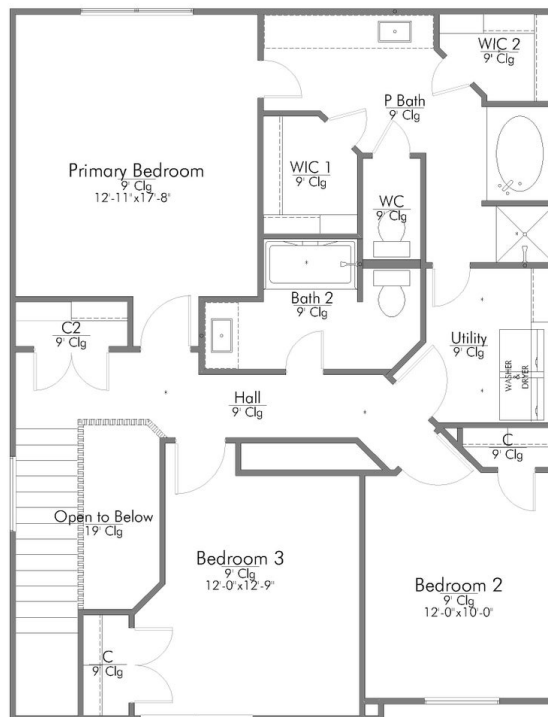 WIC 2
9' Clg
P Bath
9' Clg
Primary Bedroom
9' Clg
12'-11"x17'-8"
WIC 1
9' Clg
WC
9' Clg
Bath 2
9' Clg
C2
9' Clg
Utility
9' Clg
WASHER
&
DRYER
Hall
9' Clg
C
9' Clg
Open to Below
19' Clg
Bedroom 3
9' Clg
12'-0"x12'-9"
Bedroom 2
9' Clg
12'-0"x10'-0"
C
9' Clg